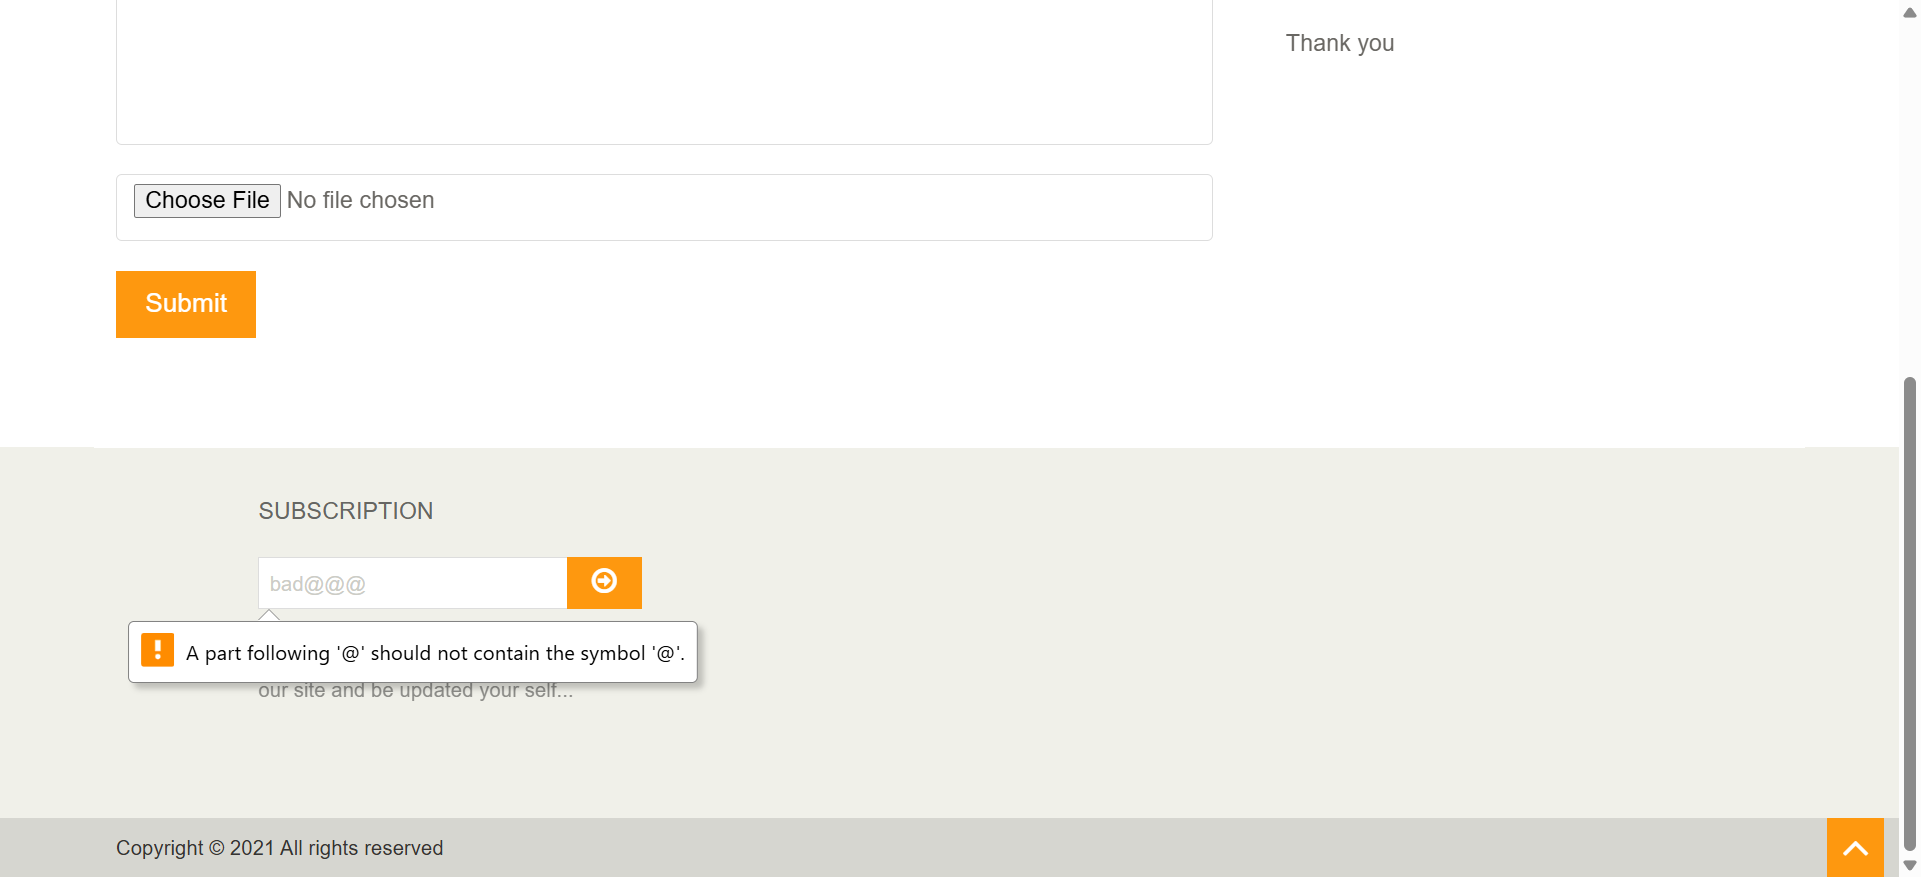 Thank you
Choose File No file chosen
Submit
SUBSCRIPTION
bad@@@
A part following '@' should not contain the symbol '@'.
our site and be updated your self...
Copyright © 2021 All rights reserved